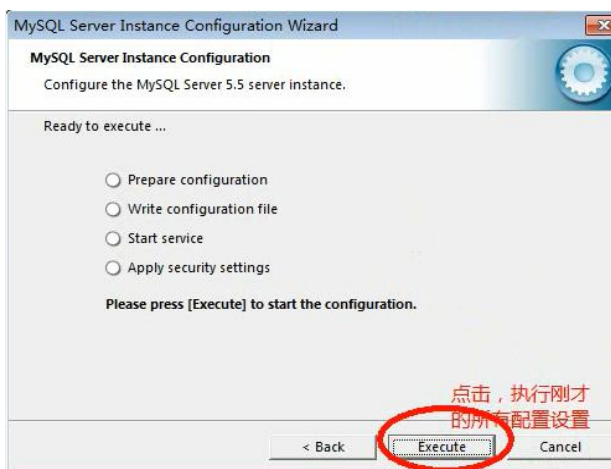 MySQL Server Instance Configuration Wizard
MySQL Server Instance Configuration
Configure the MySQL Server 5.5 server instance.
Ready to execute ...
Prepare configuration
Write configuration file
Start service
Apply security settings
Please press [Execute] to start the configuration.
点击，执行刚才
的所有配置设置
< Back
Execute
Cancel